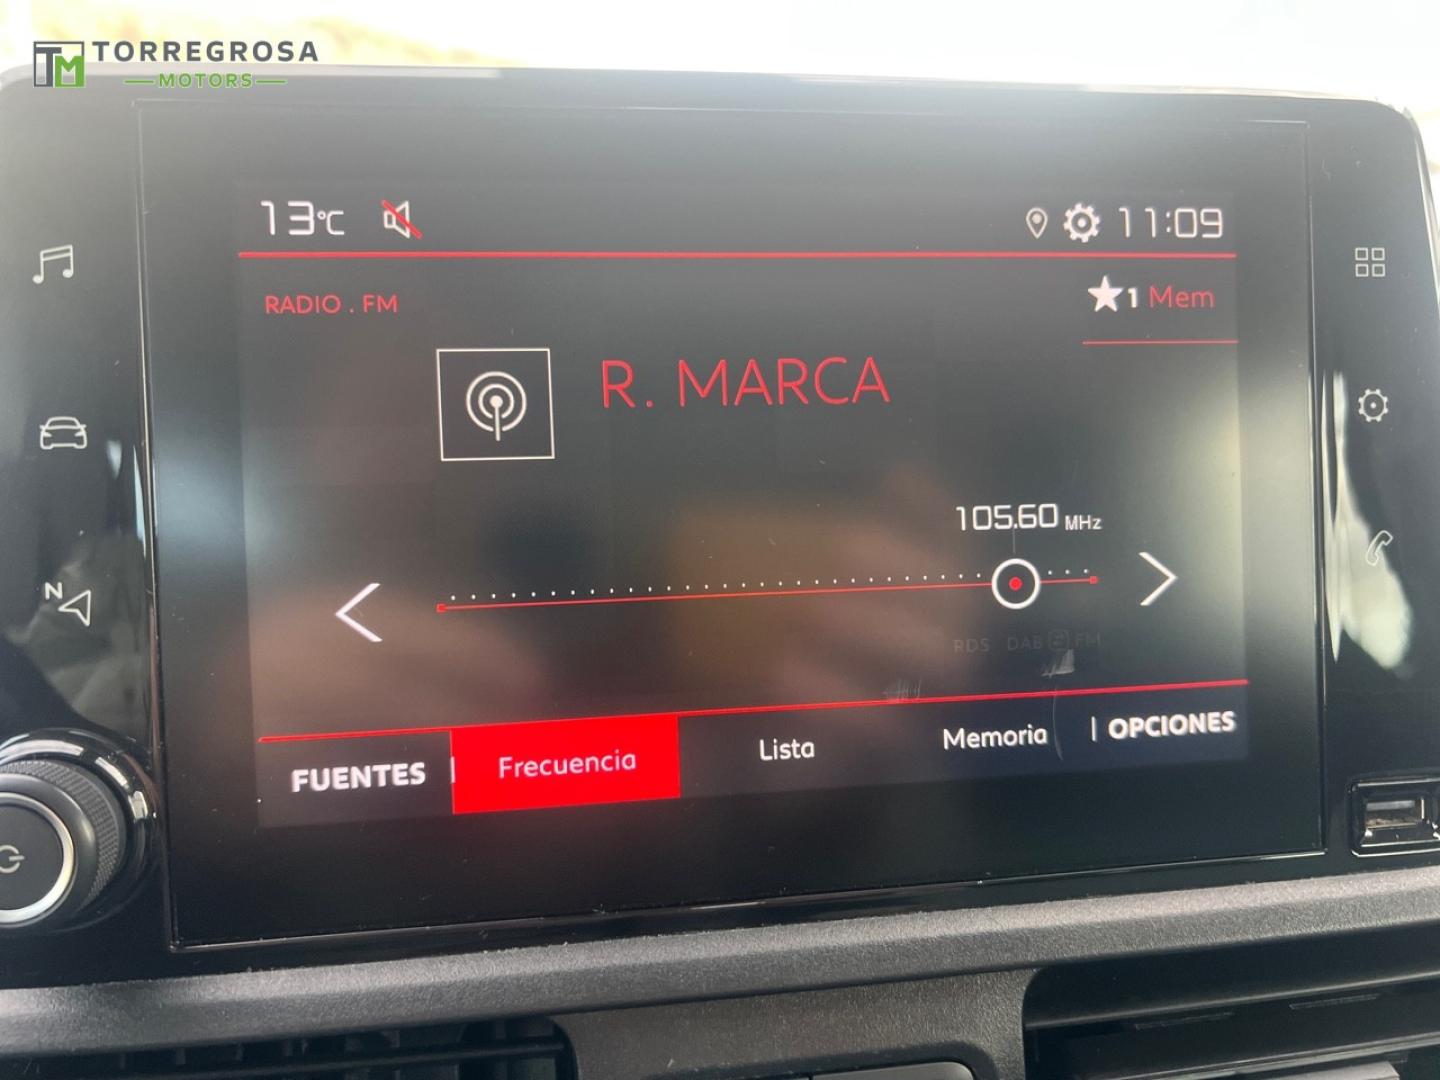 TM TORREGROSA
MOTORS
13°C
11:09
RADIO . FM
1 Mem
R. MARCA
105.60 MHz
N
RDS DAB FM
FUENTES
Frecuencia
Lista
Memoria
OPCIONES